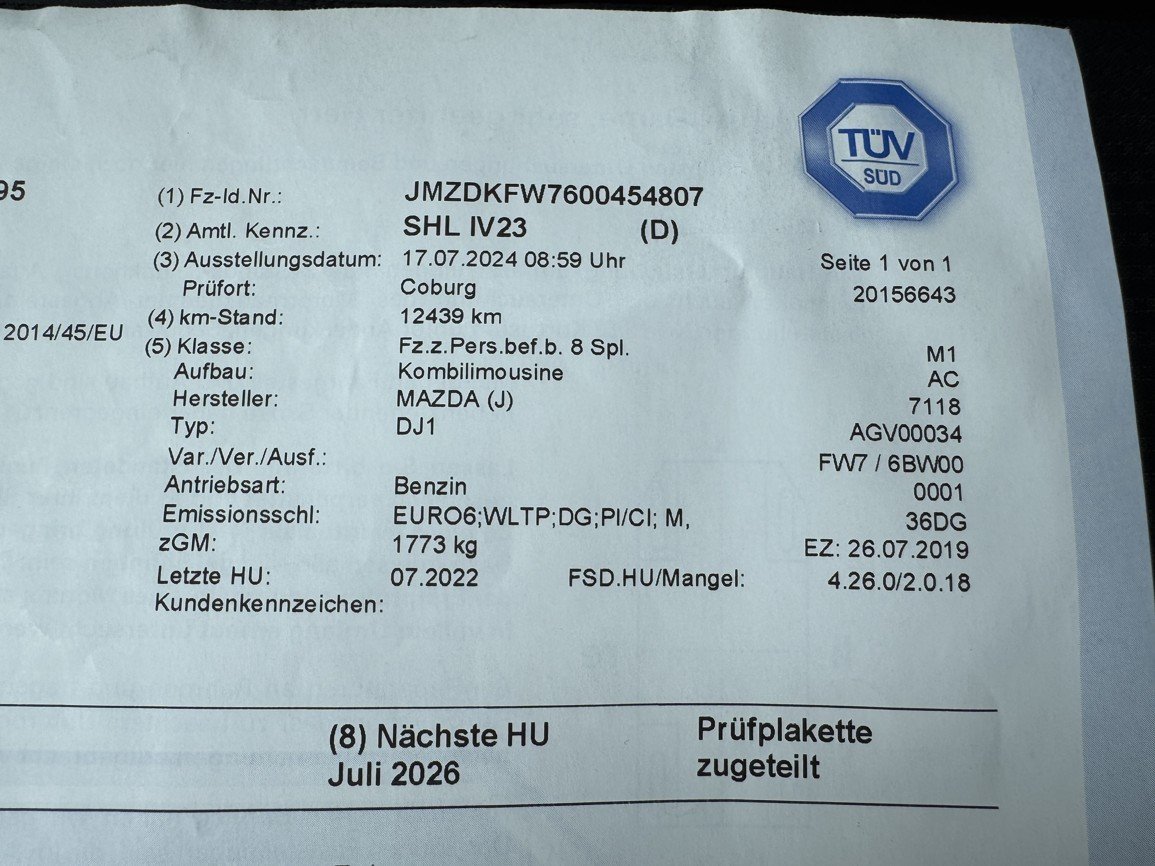 TÜV
SÜD
95
(1) Fz-Id.Nr.: JMZDKFW7600454807
(2) Amtl. Kennz.: SHL IV23 (D)
(3) Ausstellungsdatum: 17.07.2024 08:59 Uhr Seite 1 von 1
Prüfort: Coburg 20156643
(4) km-Stand: 12439 km
2014/45/EU
(5) Klasse: Fz.z.Pers.bef.b. 8 Spl. M1
Aufbau: Kombilimousine AC
Hersteller: MAZDA (J) 7118
Typ: DJ1 AGV00034
Var./Ver./Ausf.: FW7 / 6BW00
Antriebsart: Benzin 0001
Emissionsschl: EURO6;WLTP;DG;PI/CI; M, 36DG
zGM: 1773 kg EZ: 26.07.2019
Letzte HU: 07.2022 FSD.HU/Mangel: 4.26.0/2.0.18
Kundenkennzeichen:
(8) Nächste HU Prüfplakette
Juli 2026 zugeteilt